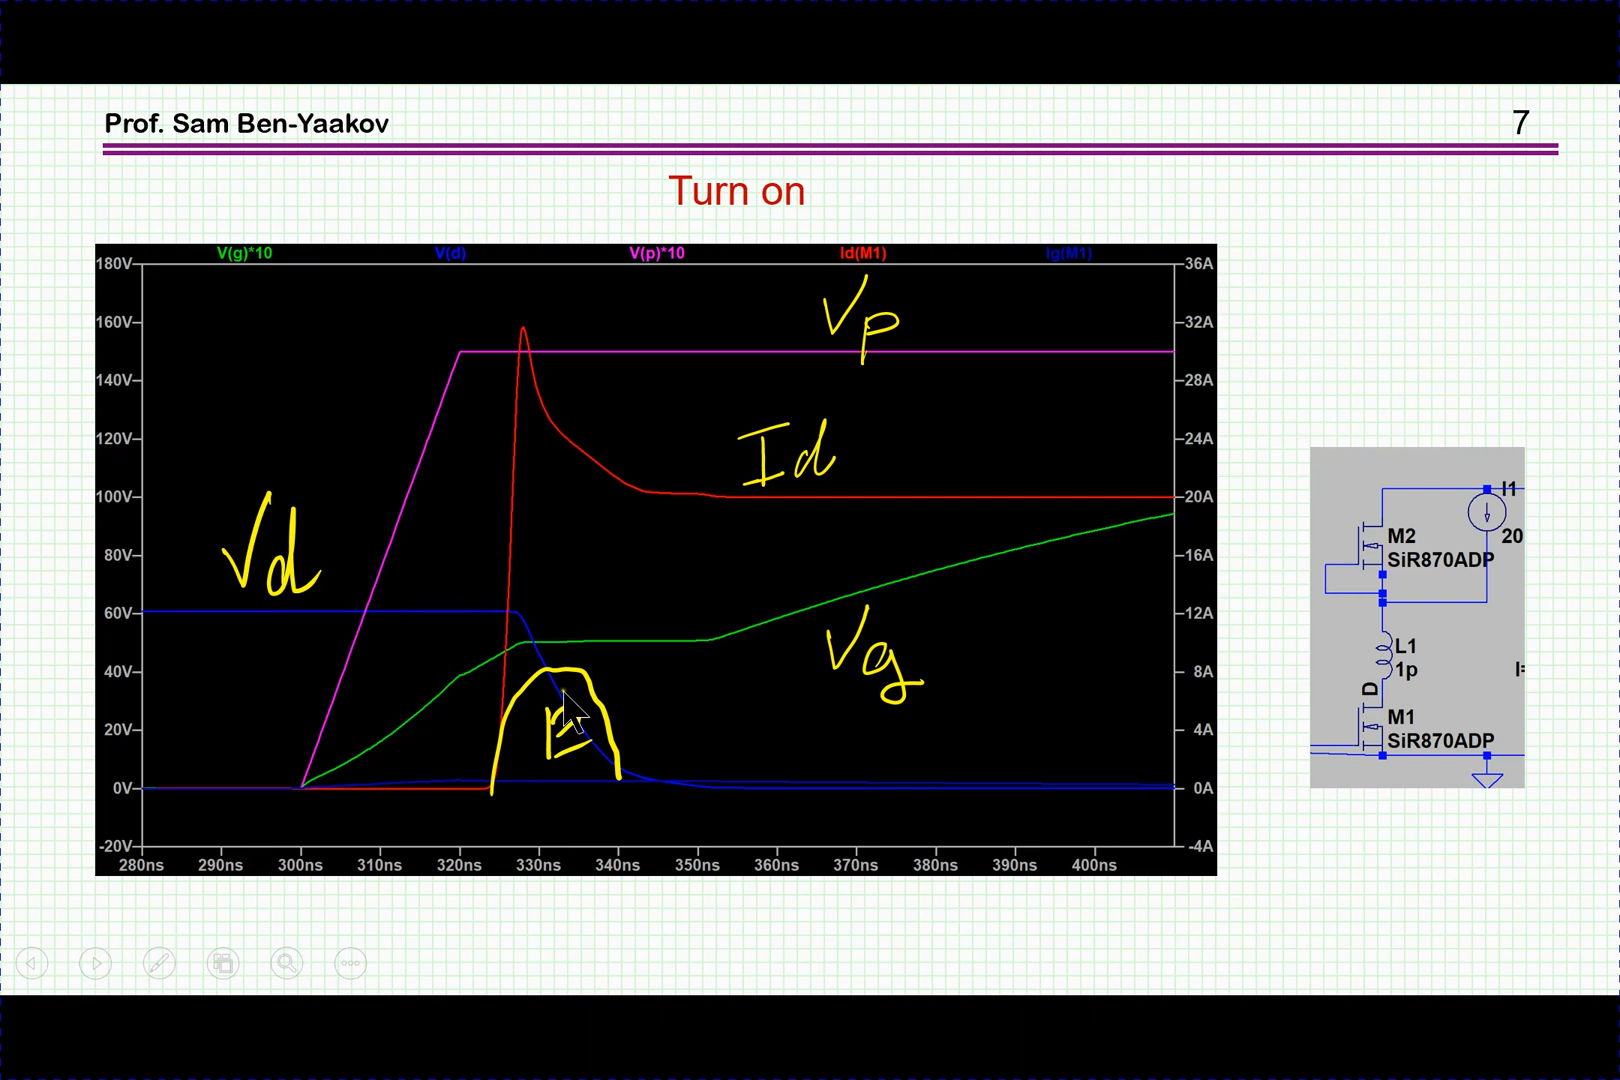 Prof. Sam Ben-Yaakov
7
Turn on
V(g)*10 V(d) V(p)*10 Id(M1) Ig(M1)
180V 36A
160V 32A
Vp
140V 28A
120V 24A
Id
100V 20A
Vd
80V 16A
60V 12A
Vg
40V 8A
20V 4A
0V 0A
-20V -4A
280ns 290ns 300ns 310ns 320ns 330ns 340ns 350ns 360ns 370ns 380ns 390ns 400ns
I1
M2 20
SiR870ADP
L1
1p I=
D
M1
SiR870ADP